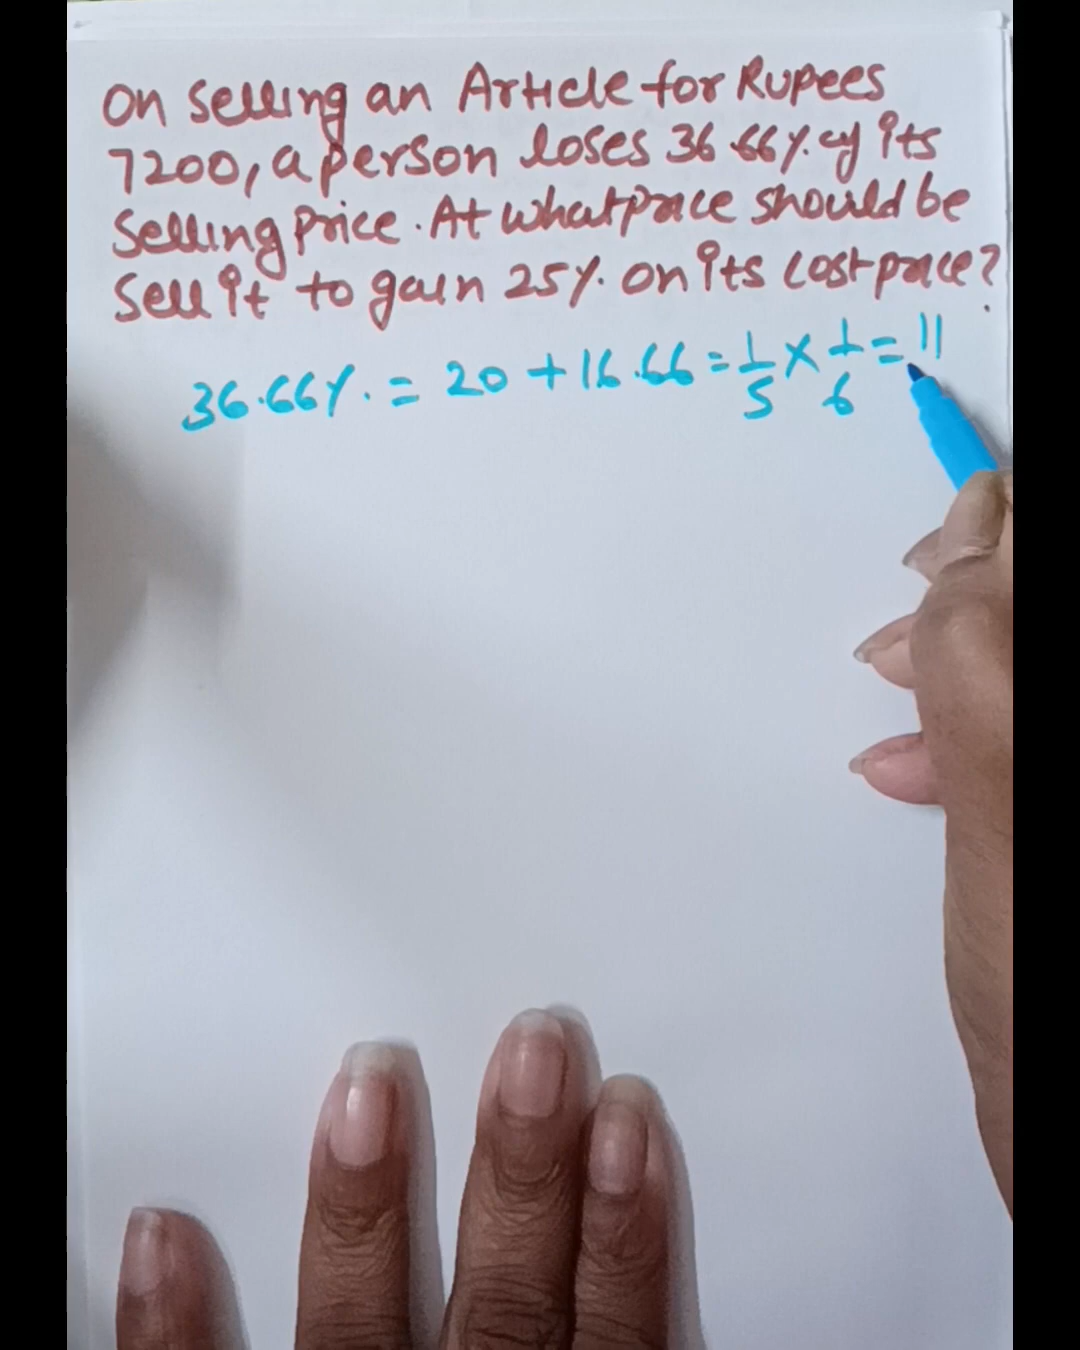 On Selling an Article for Rupees
7200, a person loses 36.66%. of its
Selling Price. At what price should be
Sell it to gain 25%. on its cost price?
36.66%. = 20 + 16.66 = 1/5 × 1/6 = 11